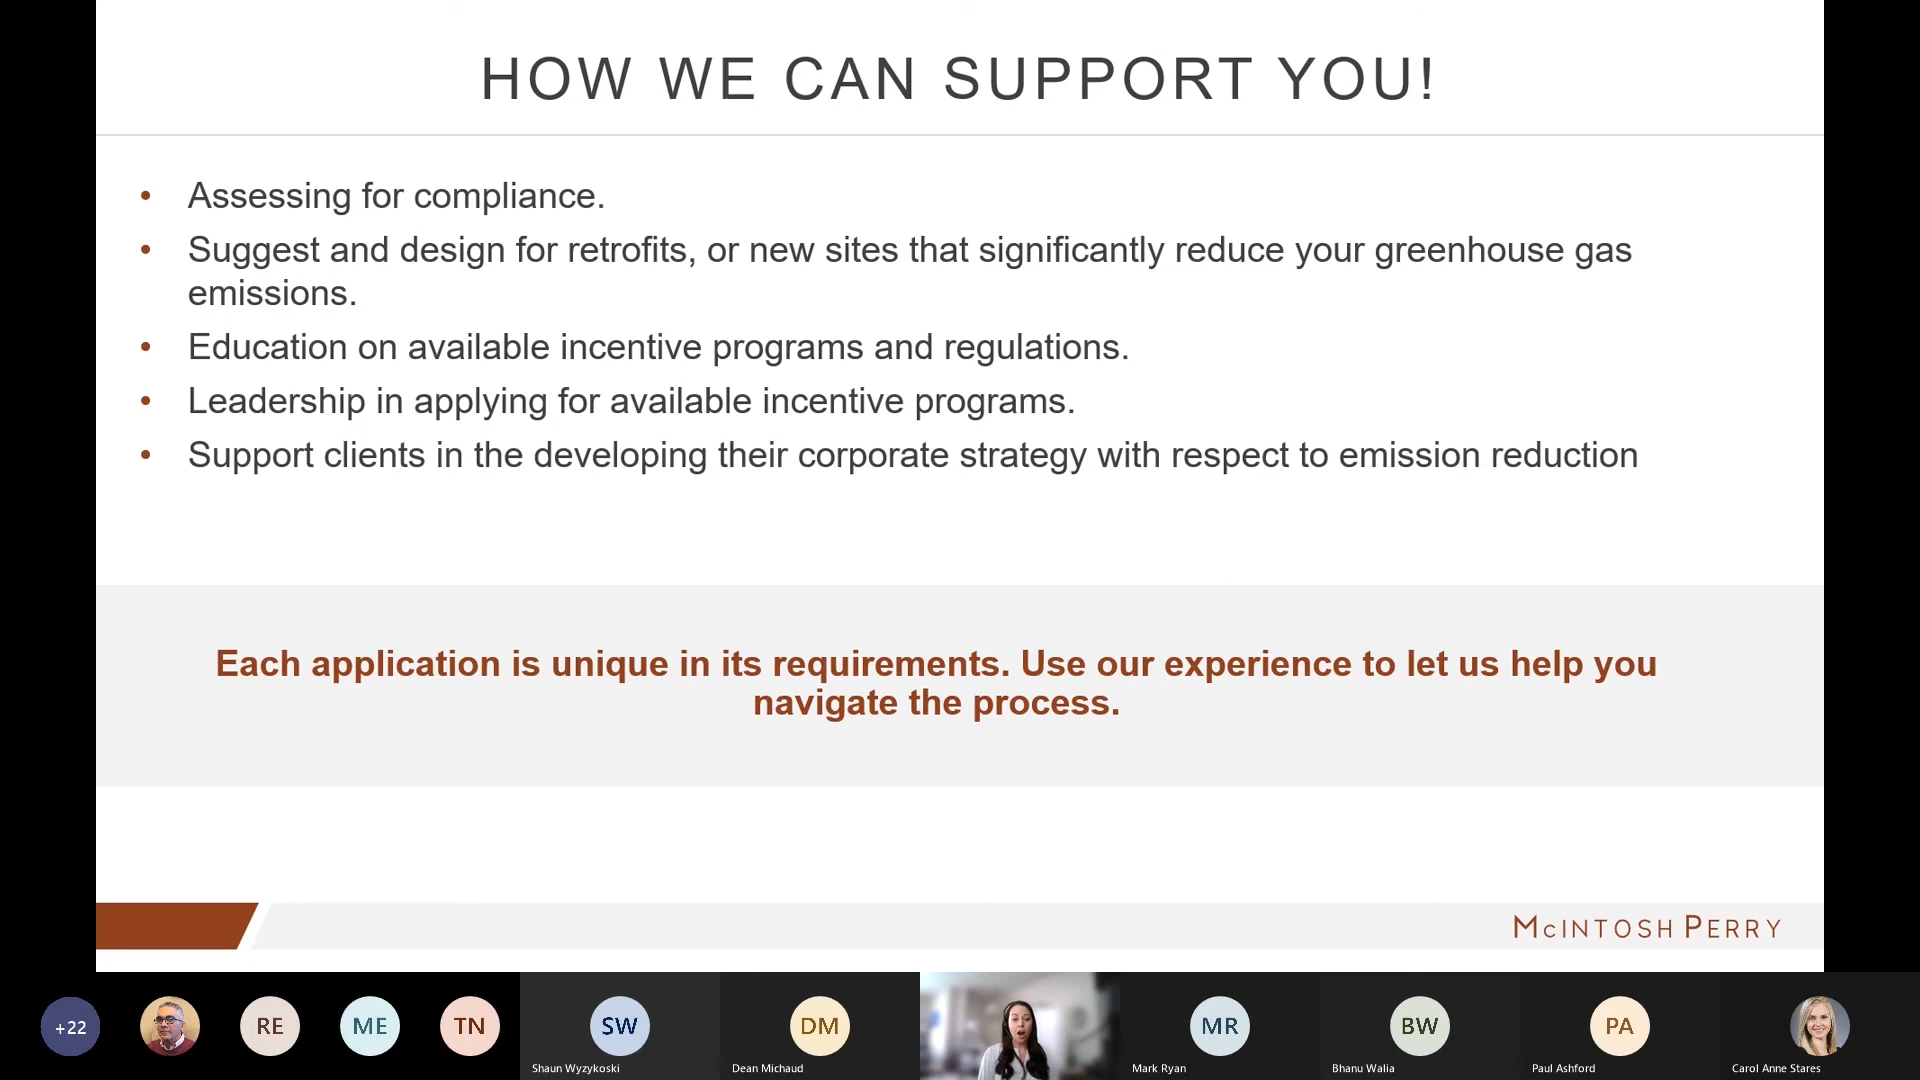 HOW WE CAN SUPPORT YOU!
• Assessing for compliance.
• Suggest and design for retrofits, or new sites that significantly reduce your greenhouse gas
emissions.
• Education on available incentive programs and regulations.
• Leadership in applying for available incentive programs.
• Support clients in the developing their corporate strategy with respect to emission reduction
Each application is unique in its requirements. Use our experience to let us help you
navigate the process.
McINTOSH PERRY
+22
RE
ME
TN
SW
DM
MR
BW
PA
Shaun Wyzykoski
Dean Michaud
Mark Ryan
Bhanu Walia
Paul Ashford
Carol Anne Stares